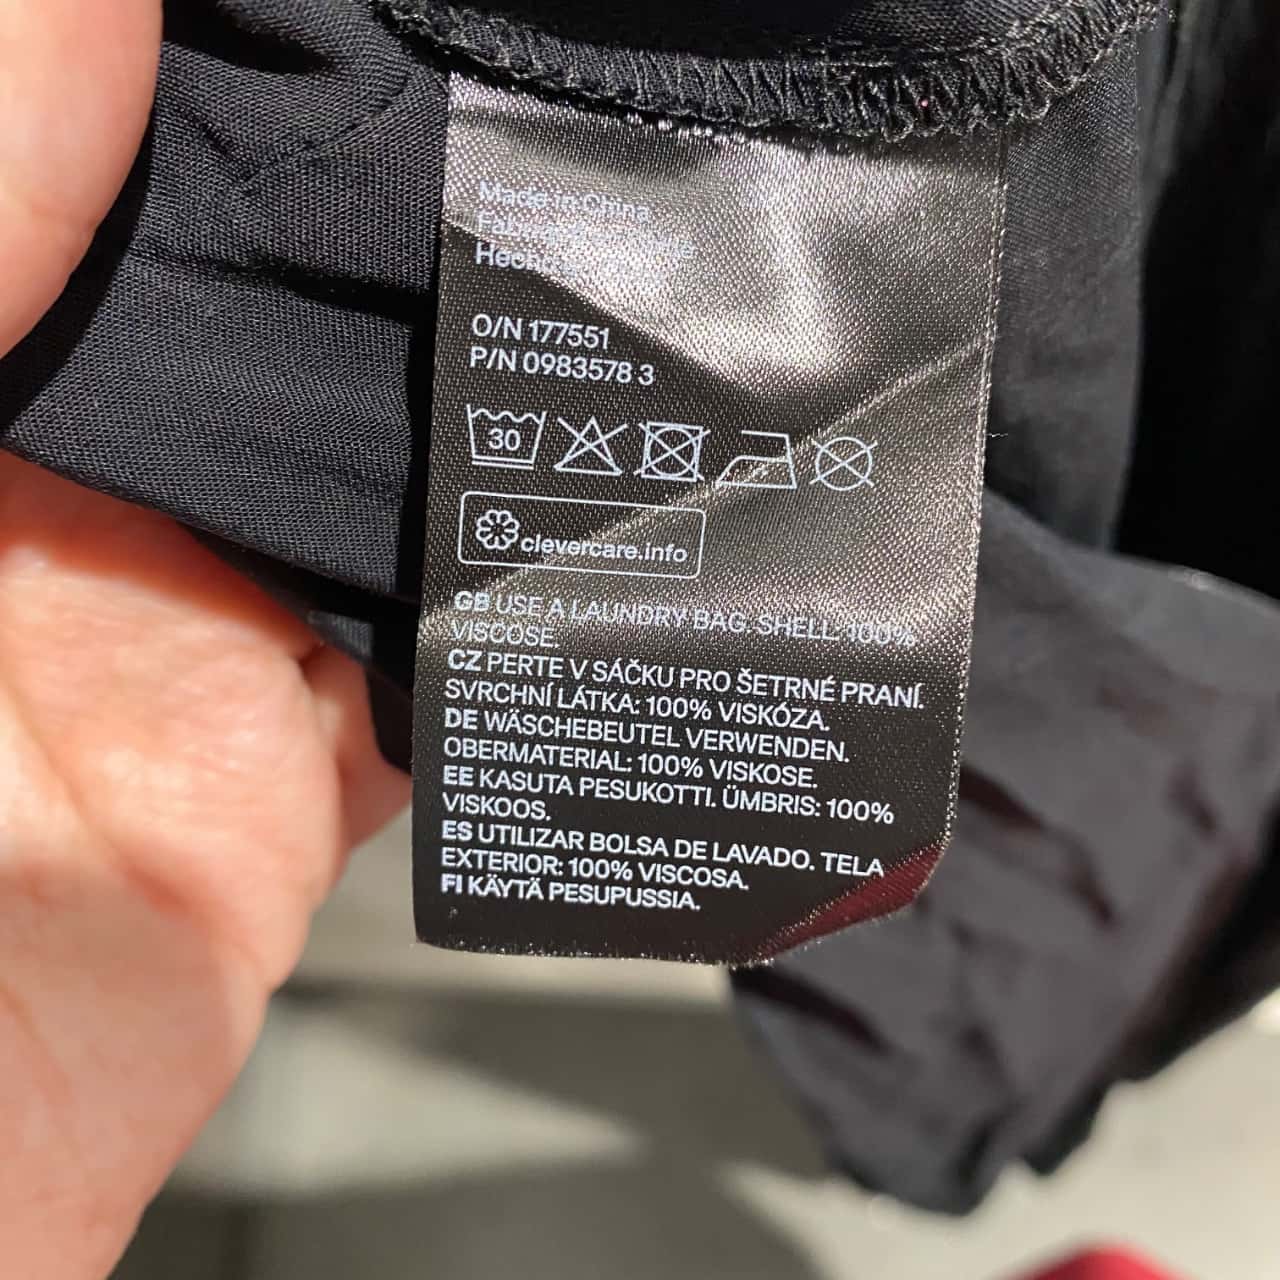 Made in China
Hecho
O/N 177551
P/N 0983578 3
30
clevercare.info
GB USE A LAUNDRY BAG. SHELL: 100%
VISCOSE.
CZ PERTE V SÁČKU PRO ŠETRNÉ PRANÍ.
SVRCHNÍ LÁTKA: 100% VISKÓZA.
DE WÄSCHEBEUTEL VERWENDEN.
OBERMATERIAL: 100% VISKOSE.
EE KASUTA PESUKOTTI. ÜMBRIS: 100%
VISKOOS.
ES UTILIZAR BOLSA DE LAVADO. TELA
EXTERIOR: 100% VISCOSA.
FI KÄYTÄ PESUPUSSIA.